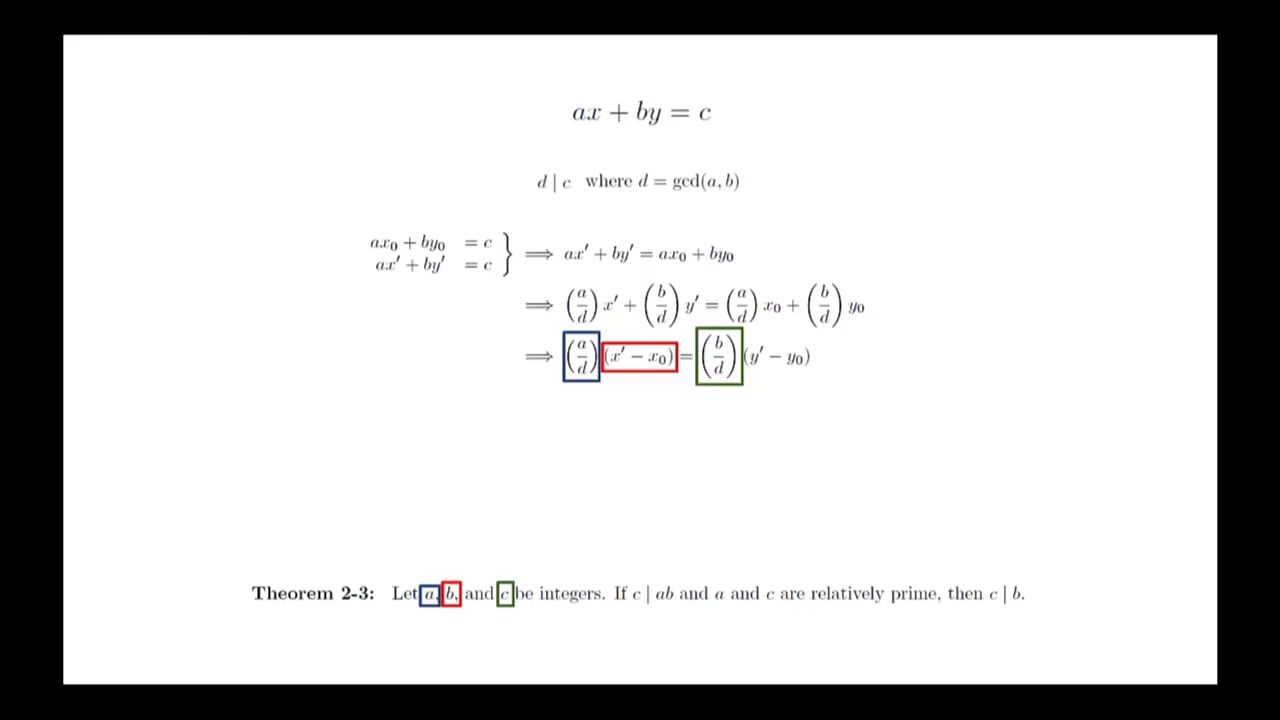 ax + by = c
d | c where d = gcd(a, b)
ax₀ + by₀ = c
ax′ + by′ = c
} ⟹ ax′ + by′ = ax₀ + by₀
⟹ (a/d) x′ + (b/d) y′ = (a/d) x₀ + (b/d) y₀
⟹ (a/d) (x′ − x₀) = (b/d) (y′ − y₀)
Theorem 2-3: Let a, b, and c be integers. If c | ab and a and c are relatively prime, then c | b.